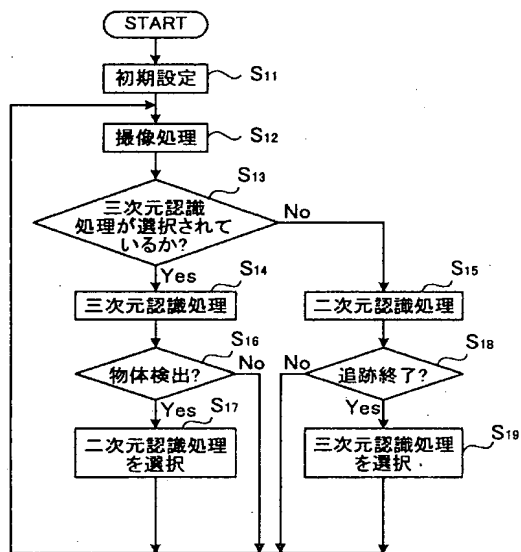 START
初期設定 S11
撮像処理 S12
S13
三次元認識
処理が選択されて
いるか?
No
Yes
S14
三次元認識処理
S15
二次元認識処理
S16
物体検出?
No
Yes
S18
追跡終了?
No
Yes
S17
二次元認識処理
を選択
三次元認識処理
を選択
S19